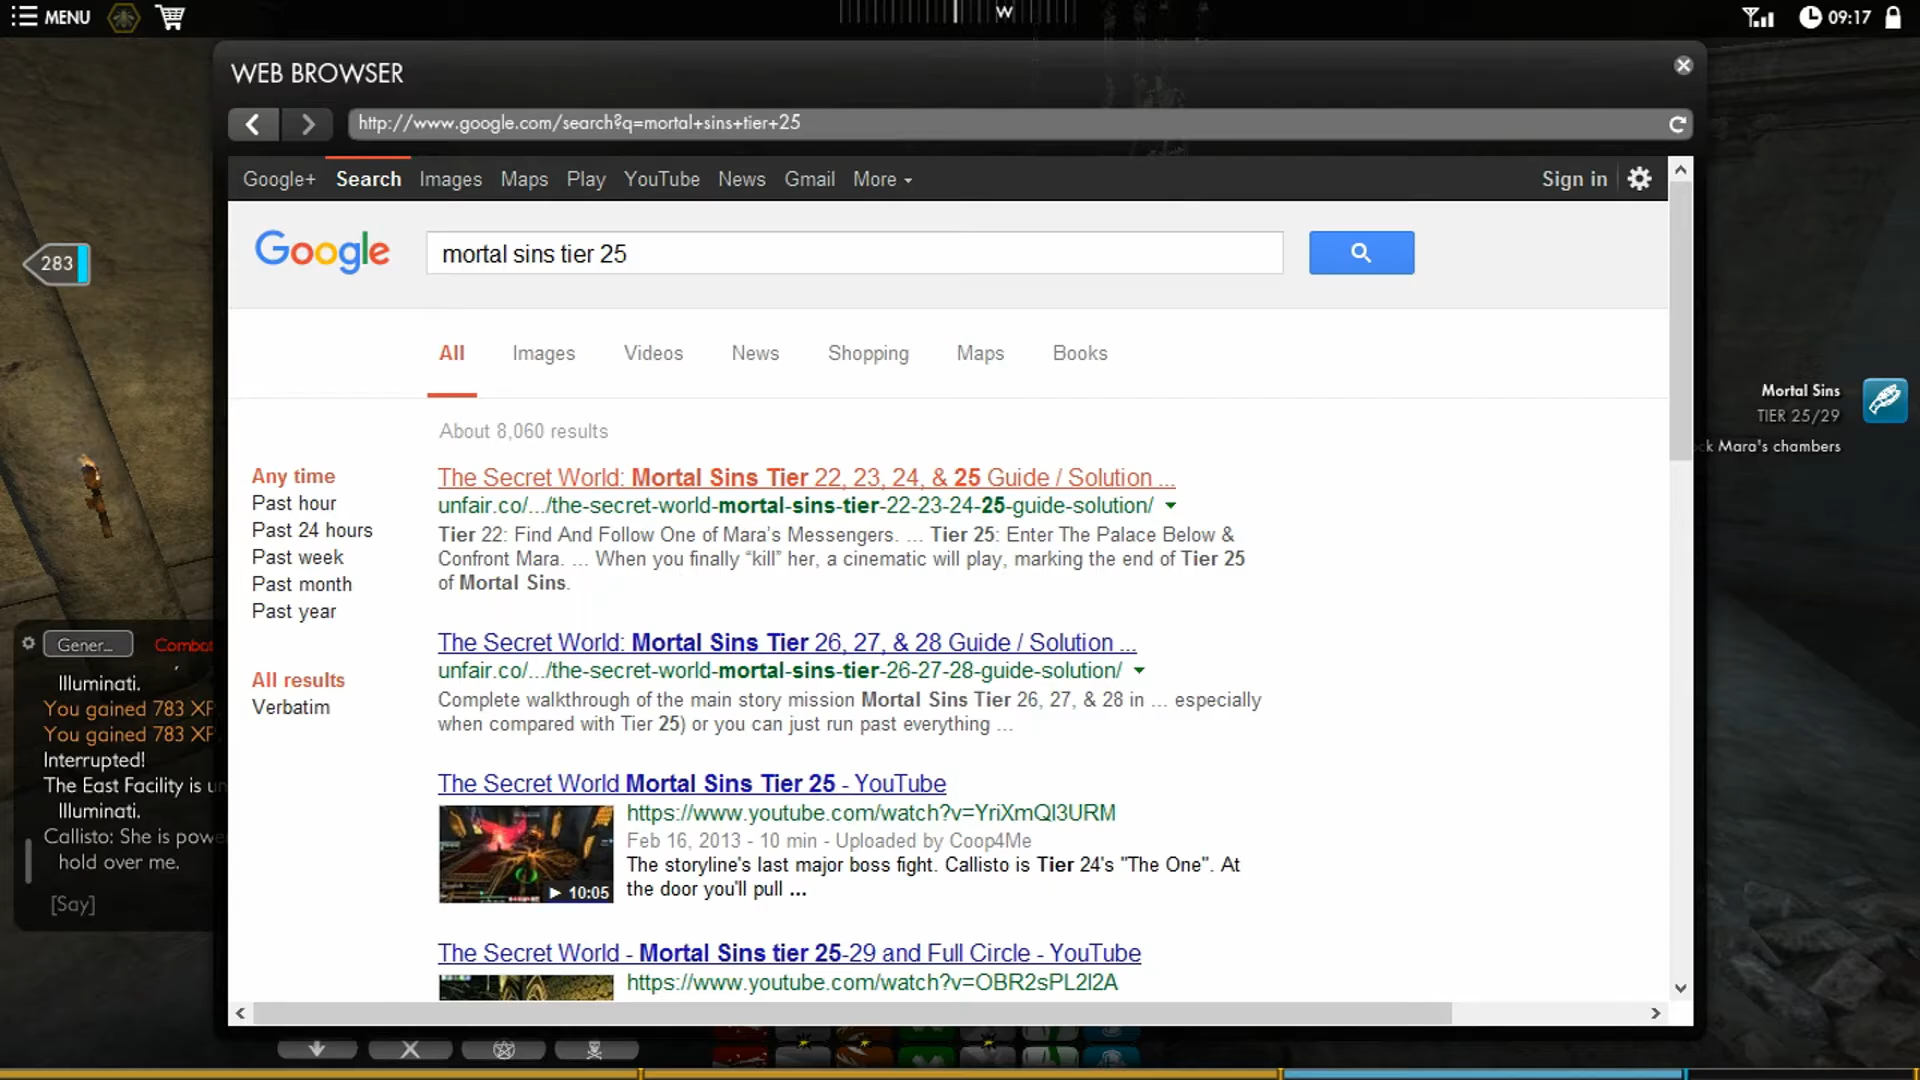 MENU
W
09:17
WEB BROWSER
http://www.google.com/search?q=mortal+sins+tier+25
Google+ Search Images Maps Play YouTube News Gmail More
Sign in
Google
mortal sins tier 25
283
All Images Videos News Shopping Maps Books
Mortal Sins
TIER 25/29
ck Mara's chambers
About 8,060 results
Any time
Past hour
Past 24 hours
Past week
Past month
Past year
All results
Verbatim
The Secret World: Mortal Sins Tier 22, 23, 24, & 25 Guide / Solution ...
unfair.co/.../the-secret-world-mortal-sins-tier-22-23-24-25-guide-solution/
Tier 22: Find And Follow One of Mara's Messengers. ... Tier 25: Enter The Palace Below &
Confront Mara. ... When you finally “kill” her, a cinematic will play, marking the end of Tier 25
of Mortal Sins.
The Secret World: Mortal Sins Tier 26, 27, & 28 Guide / Solution ...
unfair.co/.../the-secret-world-mortal-sins-tier-26-27-28-guide-solution/
Complete walkthrough of the main story mission Mortal Sins Tier 26, 27, & 28 in ... especially
when compared with Tier 25) or you can just run past everything ...
The Secret World Mortal Sins Tier 25 - YouTube
https://www.youtube.com/watch?v=YriXmQl3URM
Feb 16, 2013 - 10 min - Uploaded by Coop4Me
The storyline's last major boss fight. Callisto is Tier 24's "The One". At
the door you'll pull ...
10:05
The Secret World - Mortal Sins tier 25-29 and Full Circle - YouTube
https://www.youtube.com/watch?v=OBR2sPL2l2A
Gener... Combat
Illuminati.
You gained 783 XP.
You gained 783 XP.
Interrupted!
The East Facility is un
Illuminati.
Callisto: She is powe
hold over me.
[Say]